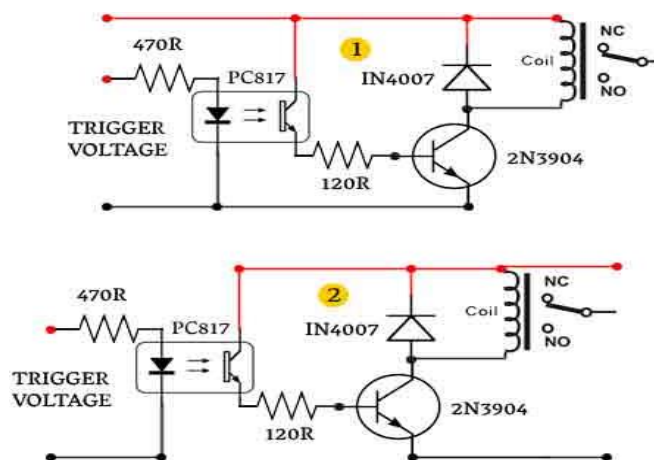 NC
470R
1
PC817
IN4007
Coil
NO
TRIGGER
VOLTAGE
120R
2N3904
NC
470R
2
PC817
IN4007
Coil
NO
TRIGGER
VOLTAGE
120R
2N3904